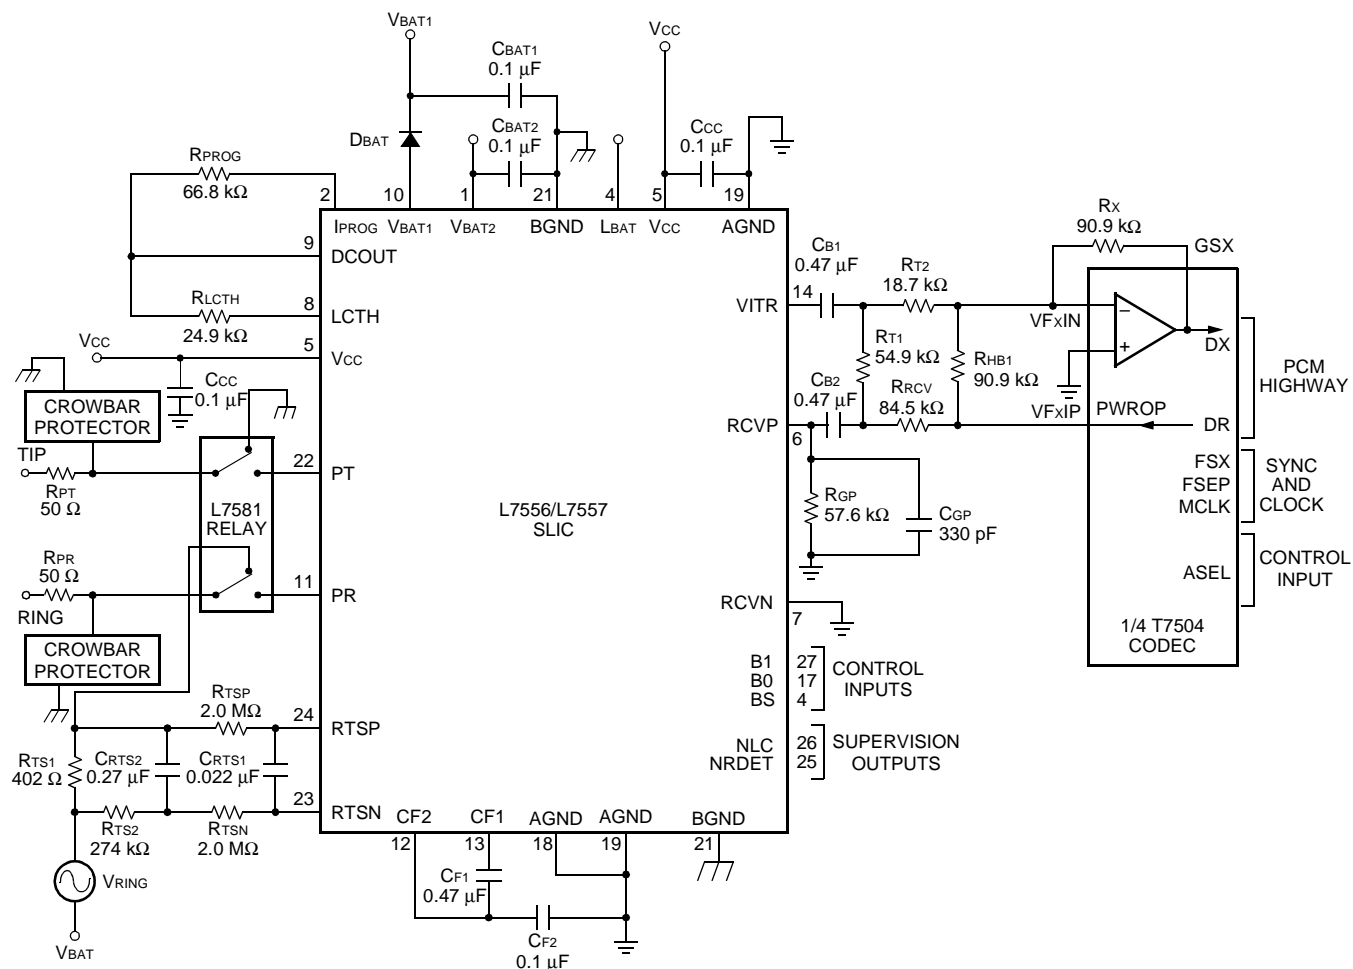 VBAT1
VCC
CBAT1
0.1 µF
DBAT
CBAT2
0.1 µF
CCC
0.1 µF
RPROG
66.8 kΩ
2
10
1
21
4
5
19
IPROG
VBAT1
VBAT2
BGND
LBAT
VCC
AGND
9
DCOUT
RLCTH
24.9 kΩ
8
LCTH
VCC
5
VCC
CCC
0.1 µF
CROWBAR
PROTECTOR
TIP
RPT
50 Ω
22
PT
L7581
RELAY
RPR
50 Ω
RING
11
PR
CROWBAR
PROTECTOR
L7556/L7557
SLIC
RTSP
2.0 MΩ
24
RTSP
RTS1
402 Ω
CRTS2
0.27 µF
CRTS1
0.022 µF
23
RTSN
RTS2
274 kΩ
RTSN
2.0 MΩ
VRING
VBAT
CF2
CF1
AGND
AGND
BGND
12
13
18
19
21
CF1
0.47 µF
CF2
0.1 µF
VITR
14
CB1
0.47 µF
RT2
18.7 kΩ
RT1
54.9 kΩ
RHB1
90.9 kΩ
CB2
0.47 µF
RRCV
84.5 kΩ
RCVP
6
RGP
57.6 kΩ
CGP
330 pF
RCVN
7
B1
27
B0
17
BS
4
CONTROL
INPUTS
NLC
26
NRDET
25
SUPERVISION
OUTPUTS
RX
90.9 kΩ
GSX
VFXIN
–
+
DX
VFXIP
PWROP
DR
PCM
HIGHWAY
FSX
FSEP
MCLK
SYNC
AND
CLOCK
ASEL
CONTROL
INPUT
1/4 T7504
CODEC